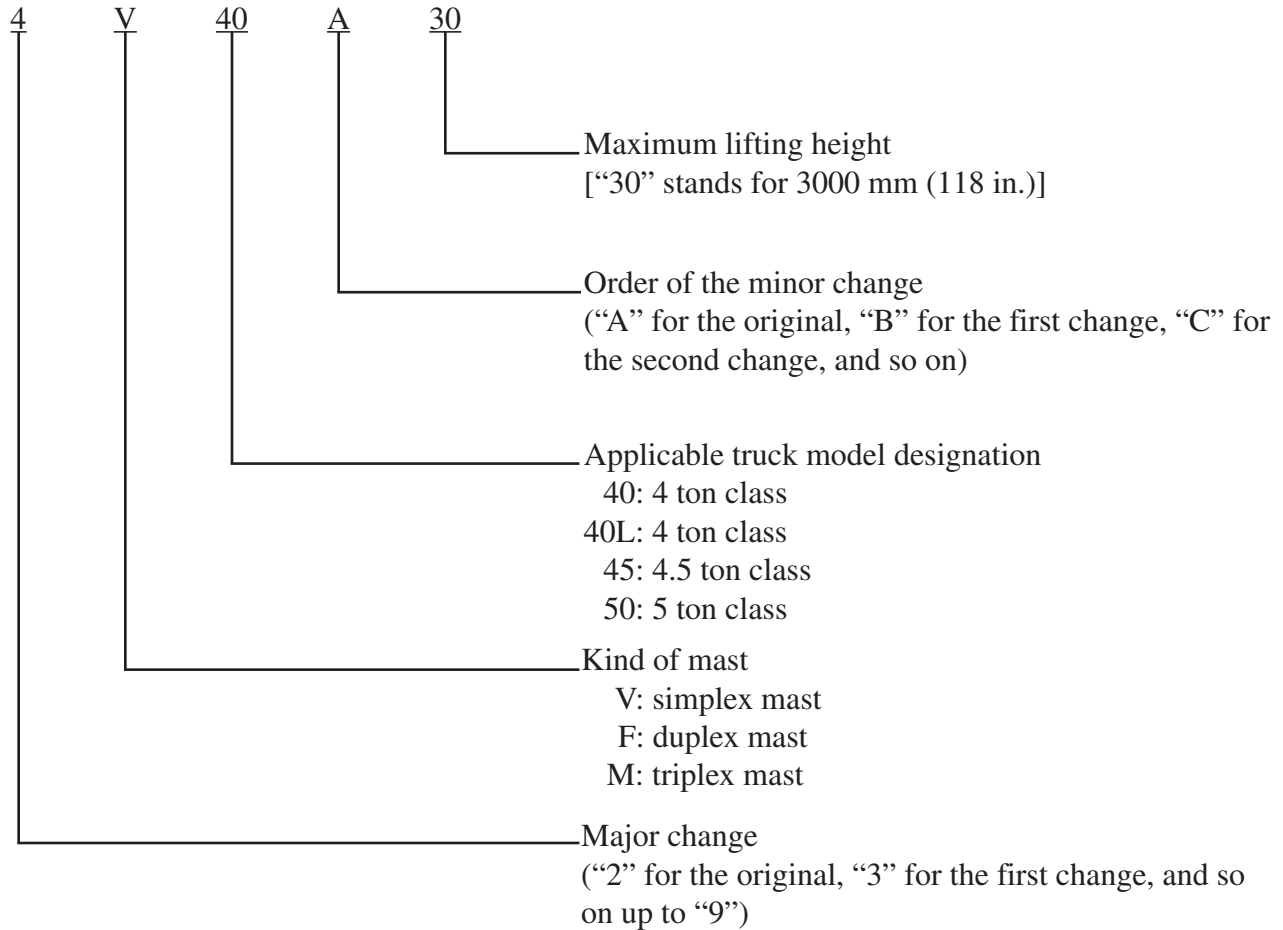 4 V 40 A 30
Maximum lifting height
[“30” stands for 3000 mm (118 in.)]
Order of the minor change
(“A” for the original, “B” for the first change, “C” for
the second change, and so on)
Applicable truck model designation
40: 4 ton class
40L: 4 ton class
45: 4.5 ton class
50: 5 ton class
Kind of mast
V: simplex mast
F: duplex mast
M: triplex mast
Major change
(“2” for the original, “3” for the first change, and so
on up to “9”)